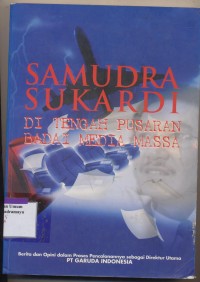 SAMUDRA
SUKARDI
DI TENGAH PUSARAN
BADAI MEDIA MASSA
Berita dan Opini dalam Proses Pencalonannya sebagai Direktur Utama
PT GARUDA INDONESIA